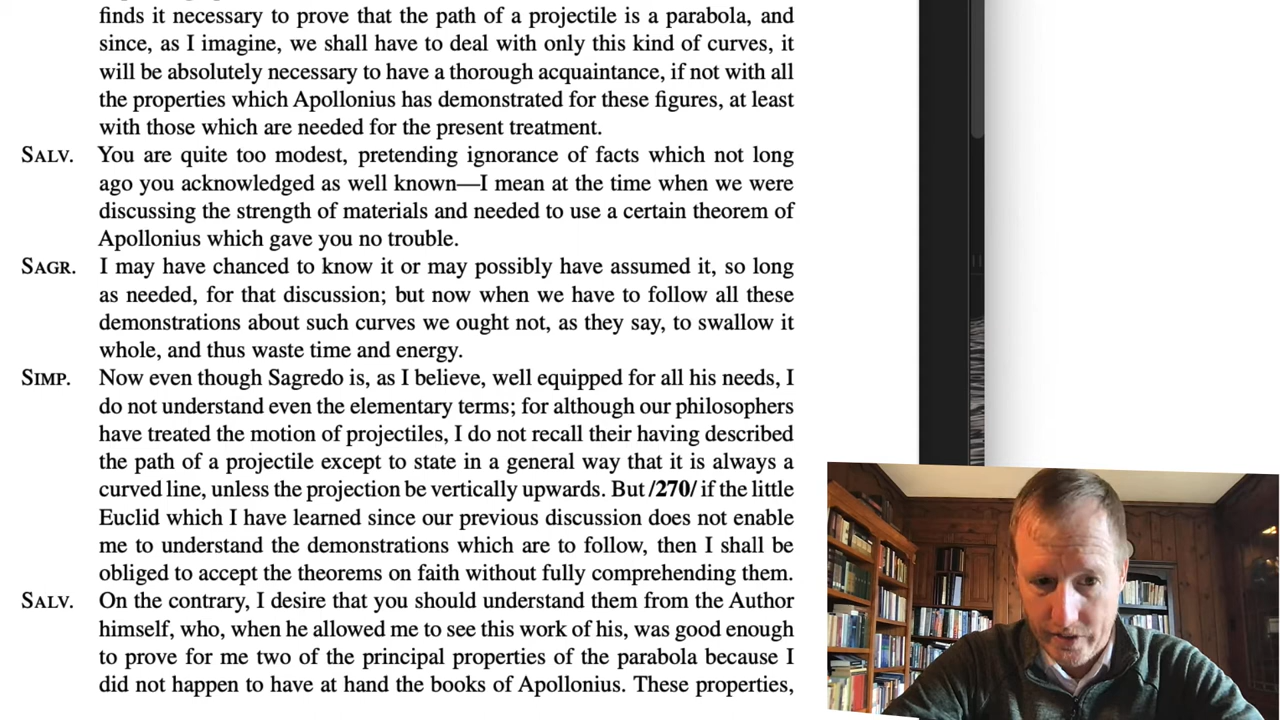 finds it necessary to prove that the path of a projectile is a parabola, and
since, as I imagine, we shall have to deal with only this kind of curves, it
will be absolutely necessary to have a thorough acquaintance, if not with all
the properties which Apollonius has demonstrated for these figures, at least
with those which are needed for the present treatment.
SALV. You are quite too modest, pretending ignorance of facts which not long
ago you acknowledged as well known—I mean at the time when we were
discussing the strength of materials and needed to use a certain theorem of
Apollonius which gave you no trouble.
SAGR. I may have chanced to know it or may possibly have assumed it, so long
as needed, for that discussion; but now when we have to follow all these
demonstrations about such curves we ought not, as they say, to swallow it
whole, and thus waste time and energy.
SIMP. Now even though Sagredo is, as I believe, well equipped for all his needs, I
do not understand even the elementary terms; for although our philosophers
have treated the motion of projectiles, I do not recall their having described
the path of a projectile except to state in a general way that it is always a
curved line, unless the projection be vertically upwards. But /270/ if the little
Euclid which I have learned since our previous discussion does not enable
me to understand the demonstrations which are to follow, then I shall be
obliged to accept the theorems on faith without fully comprehending them.
SALV. On the contrary, I desire that you should understand them from the Author
himself, who, when he allowed me to see this work of his, was good enough
to prove for me two of the principal properties of the parabola because I
did not happen to have at hand the books of Apollonius. These properties,